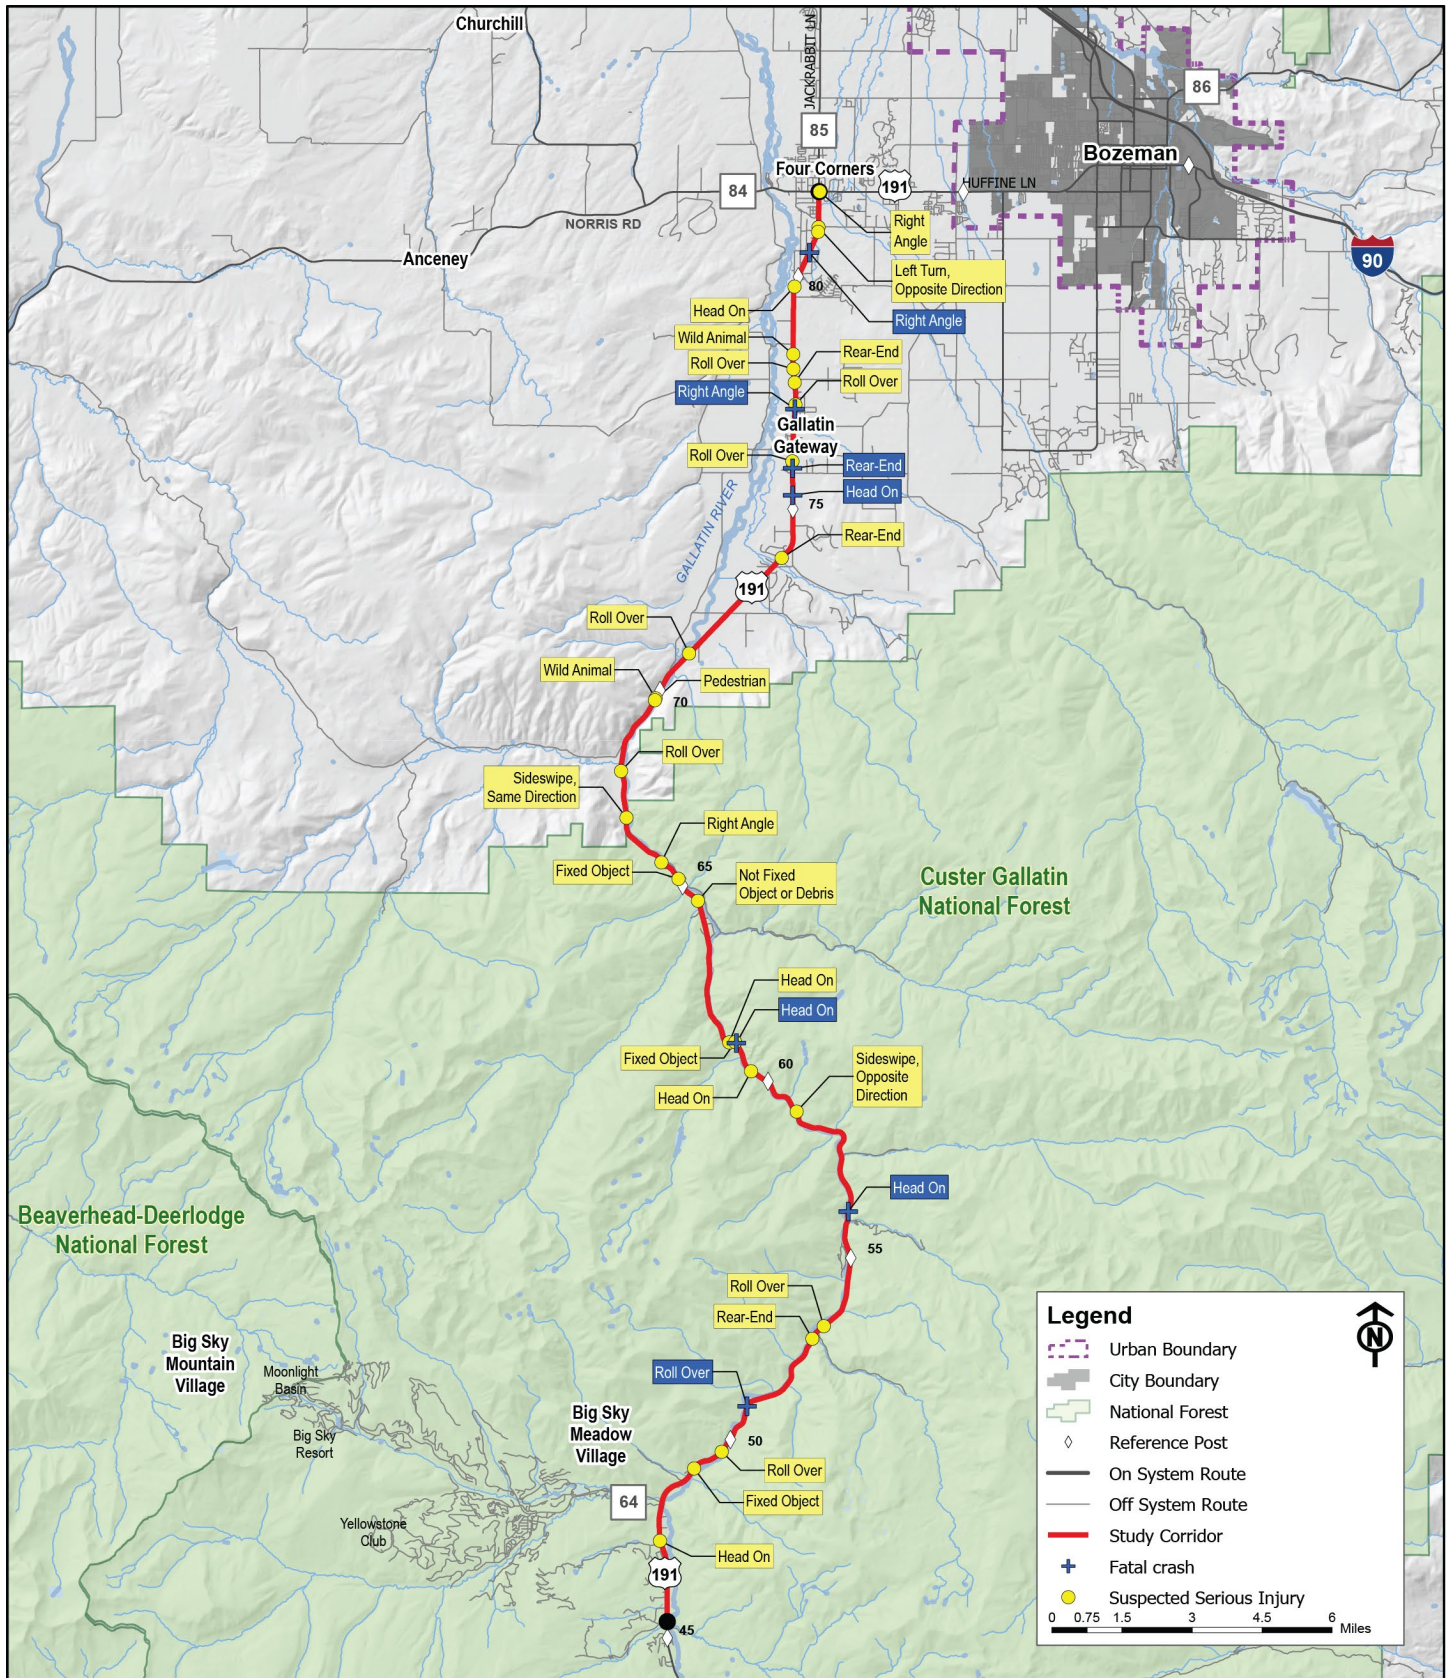 Churchill
JACKRABBIT LN
86
85
Bozeman
Four Corners
84
191
HUFFINE LN
NORRIS RD
Right
Angle
Anceney
90
Left Turn,
Opposite Direction
80
Head On
Right Angle
Wild Animal
Rear-End
Roll Over
Roll Over
Right Angle
Gallatin
Gateway
Roll Over
Rear-End
Head On
75
GALLATIN RIVER
Rear-End
191
Roll Over
Wild Animal
Pedestrian
70
Roll Over
Sideswipe,
Same Direction
Right Angle
65
Fixed Object
Not Fixed
Object or Debris
Custer Gallatin
National Forest
Head On
Head On
Fixed Object
60
Sideswipe,
Opposite
Direction
Head On
Head On
Beaverhead-Deerlodge
National Forest
55
Roll Over
Rear-End
Big Sky
Mountain
Village
Moonlight
Basin
Roll Over
Big Sky
Meadow
Village
Big Sky
Resort
50
Roll Over
Fixed Object
64
Yellowstone
Club
Head On
191
45
Legend
N
Urban Boundary
City Boundary
National Forest
Reference Post
On System Route
Off System Route
Study Corridor
Fatal crash
Suspected Serious Injury
0 0.75 1.5 3 4.5 6
Miles